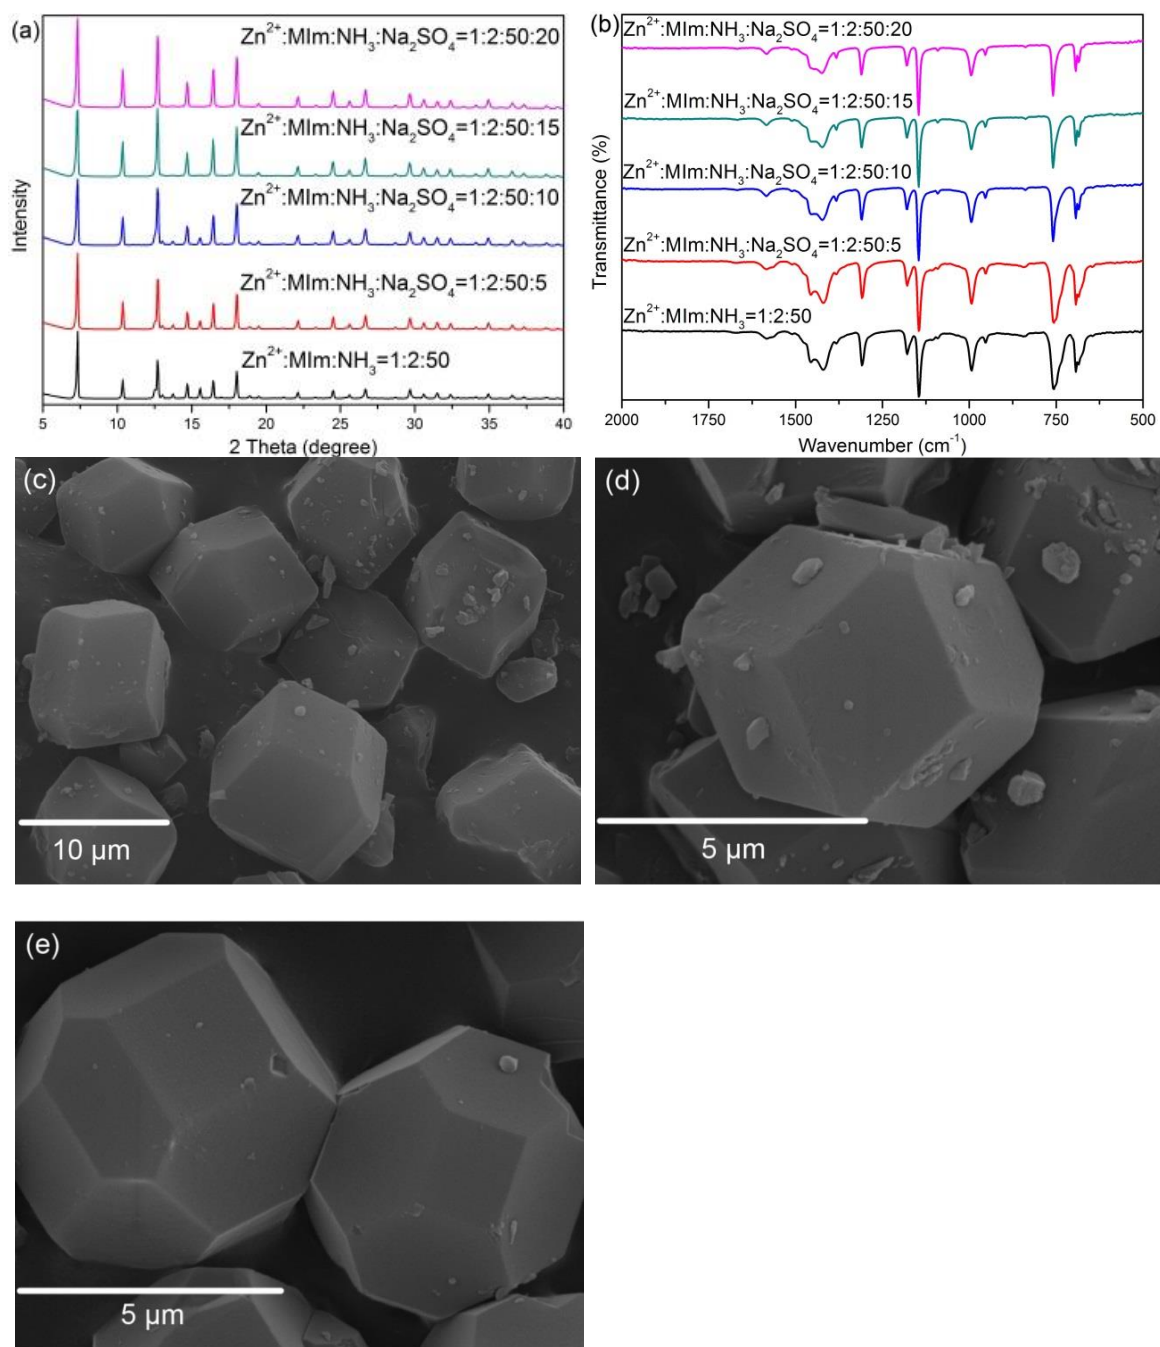 (a)
Zn²⁺:MIm:NH₃:Na₂SO₄=1:2:50:20
Zn²⁺:MIm:NH₃:Na₂SO₄=1:2:50:15
Zn²⁺:MIm:NH₃:Na₂SO₄=1:2:50:10
Zn²⁺:MIm:NH₃:Na₂SO₄=1:2:50:5
Zn²⁺:MIm:NH₃=1:2:50
Intensity
5 10 15 20 25 30 35 40
2 Theta (degree)
(b)
Zn²⁺:MIm:NH₃:Na₂SO₄=1:2:50:20
Zn²⁺:MIm:NH₃:Na₂SO₄=1:2:50:15
Zn²⁺:MIm:NH₃:Na₂SO₄=1:2:50:10
Zn²⁺:MIm:NH₃:Na₂SO₄=1:2:50:5
Zn²⁺:MIm:NH₃=1:2:50
Transmittance (%)
2000 1750 1500 1250 1000 750 500
Wavenumber (cm⁻¹)
(c)
10 μm
(d)
5 μm
(e)
5 μm